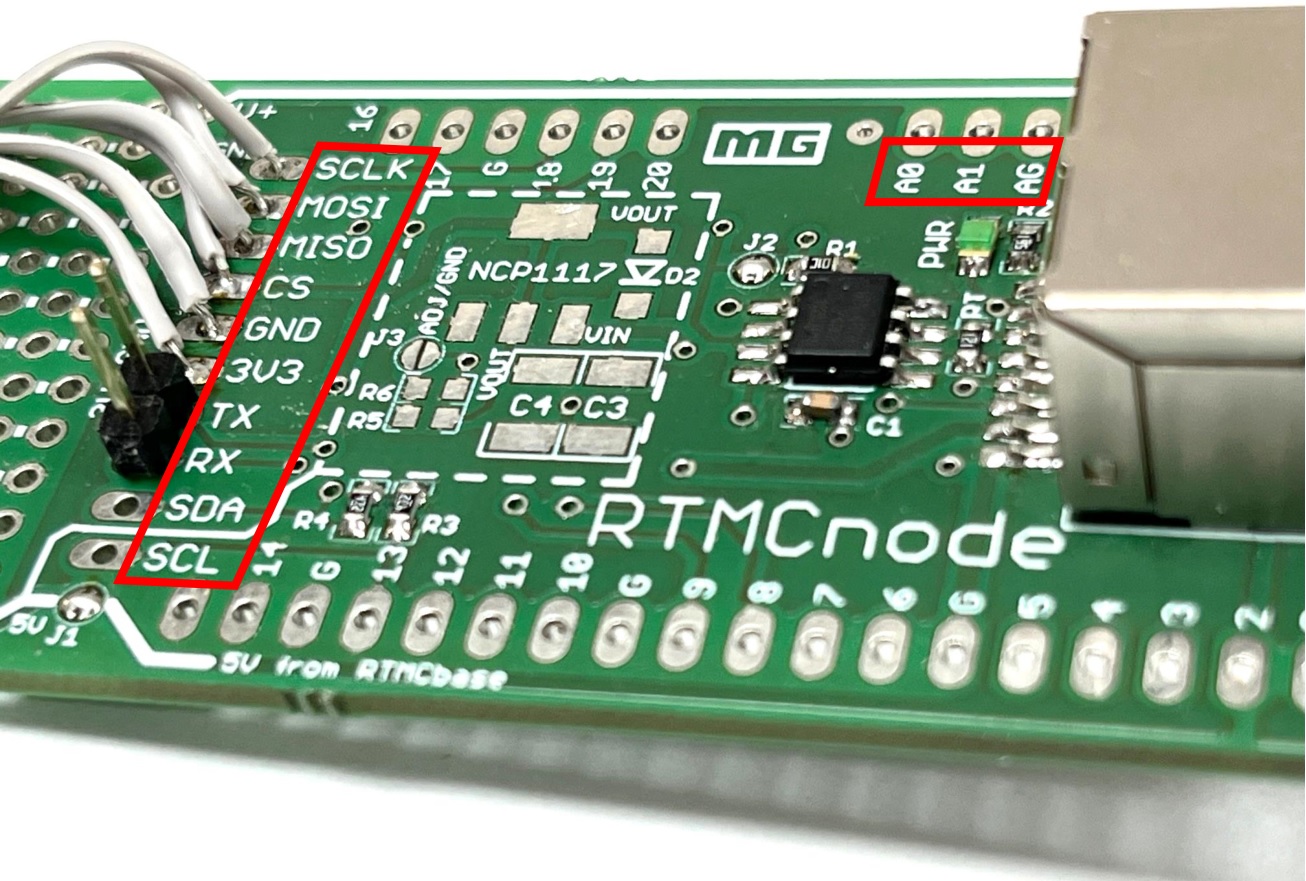 V+
16
SCLK
17
G
18
19
20
MG
A0
A1
AG
MOSI
MISO
CS
GND
3V3
TX
RX
SDA
SCL
VOUT
NCP1117
D2
ADJ/GND
J3
VIN
VOUT
R6
R5
C4
C3
J2
R1
PWR
R2
RT
C1
R4
R3
RTMCnode
14
G
13
12
11
10
G
9
8
7
6
G
5
4
3
2
5V
J1
5V from RTMCbase